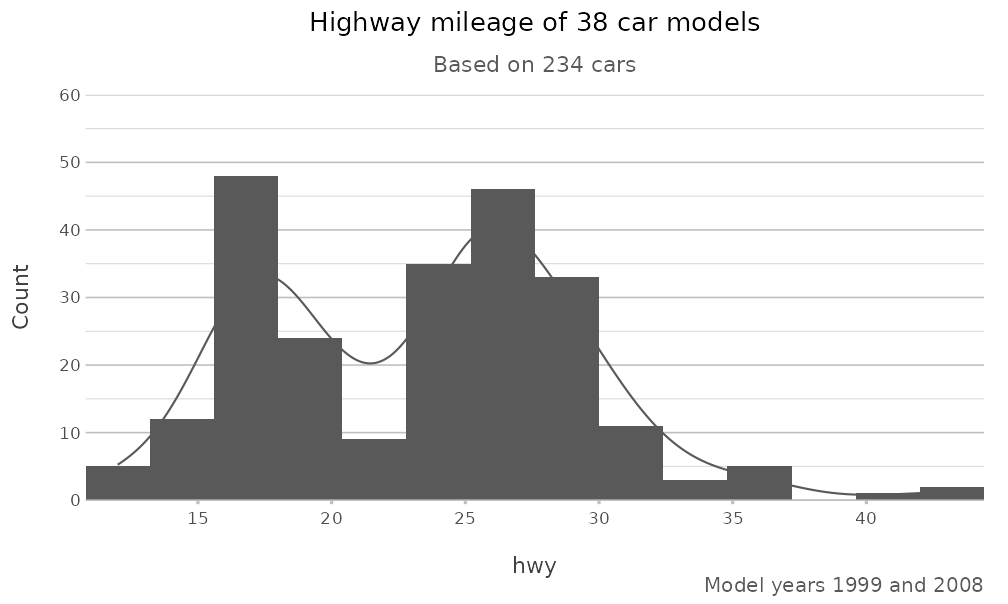 Highway mileage of 38 car models
Based on 234 cars
60
50
40
30
20
10
0
Count
15 20 25 30 35 40
hwy
Model years 1999 and 2008